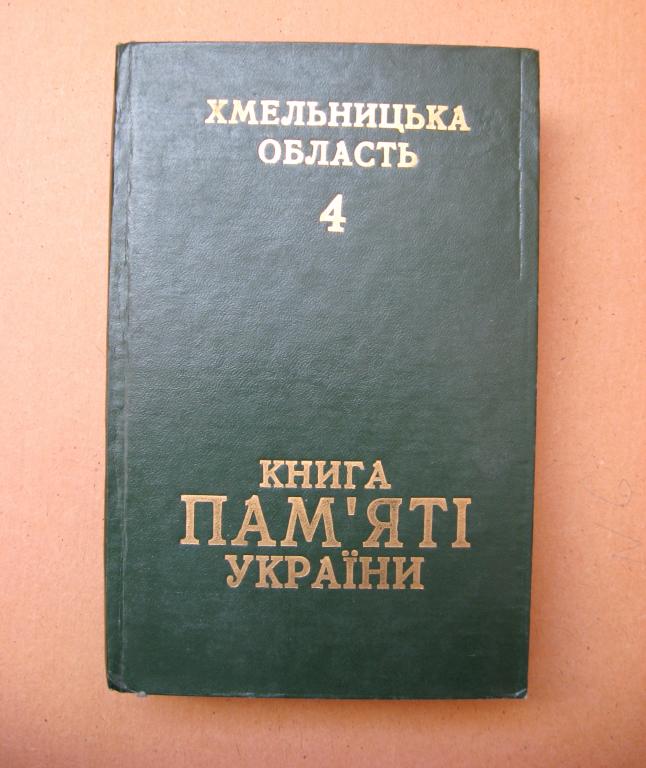 ХМЕЛЬНИЦЬКА
ОБЛАСТЬ
4
КНИГА
ПАМ'ЯТІ
УКРАЇНИ